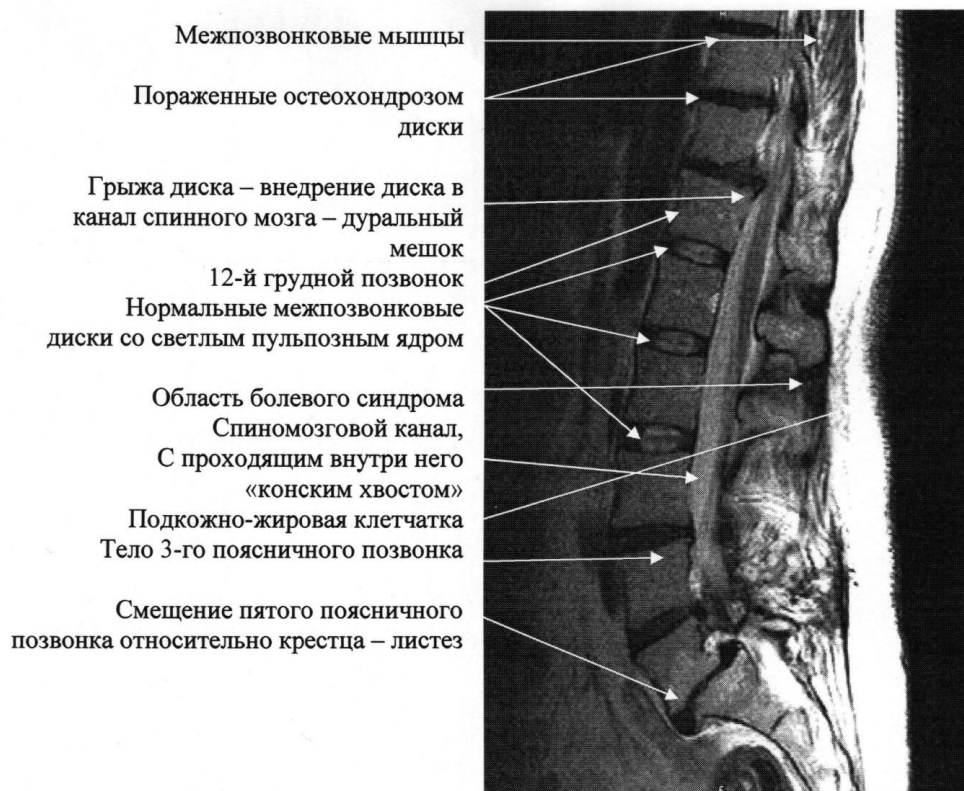 Межпозвонковые мышцы
Пораженные остеохондрозом
диски
Грыжа диска – внедрение диска в
канал спинного мозга – дуральный
мешок
12-й грудной позвонок
Нормальные межпозвонковые
диски со светлым пульпозным ядром
Область болевого синдрома
Спиномозговой канал,
С проходящим внутри него
«конским хвостом»
Подкожно-жировая клетчатка
Тело 3-го поясничного позвонка
Смещение пятого поясничного
позвонка относительно крестца – листез